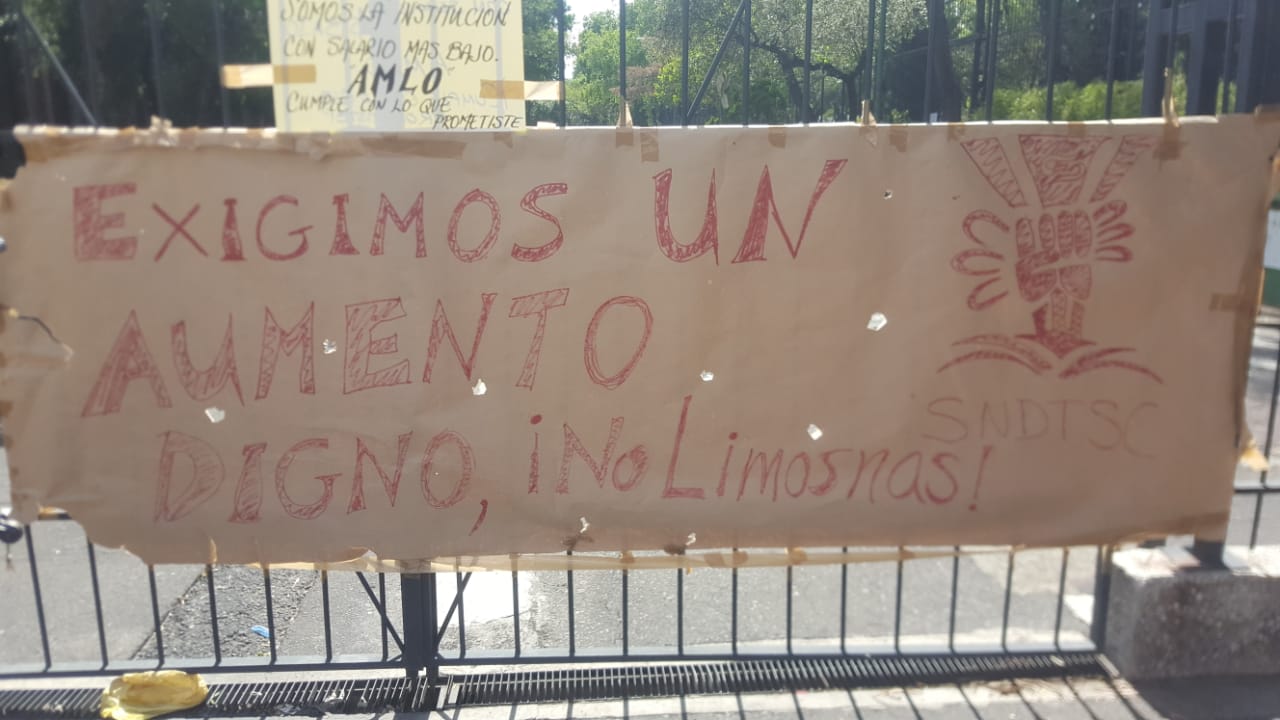 SOMOS LA INSTITUCION
CON SALARIO MAS BAJO.
AMLO
CUMPLE CON LO QUE
PROMETISTE
EXIGIMOS UN
AUMENTO
DIGNO, ¡No Limosnas!
SNDTSC